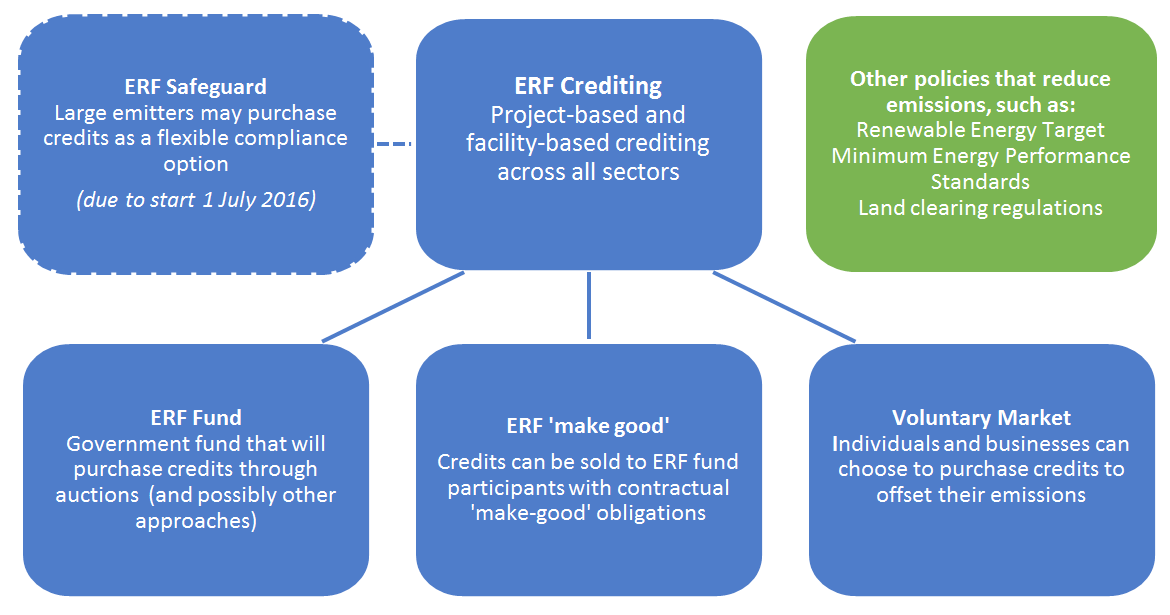 ERF Safeguard
Large emitters may purchase
credits as a flexible compliance
option
(due to start 1 July 2016)
ERF Crediting
Project-based and
facility-based crediting
across all sectors
Other policies that reduce
emissions, such as:
Renewable Energy Target
Minimum Energy Performance
Standards
Land clearing regulations
ERF Fund
Government fund that will
purchase credits through
auctions (and possibly other
approaches)
ERF 'make good'
Credits can be sold to ERF fund
participants with contractual
'make-good' obligations
Voluntary Market
Individuals and businesses can
choose to purchase credits to
offset their emissions